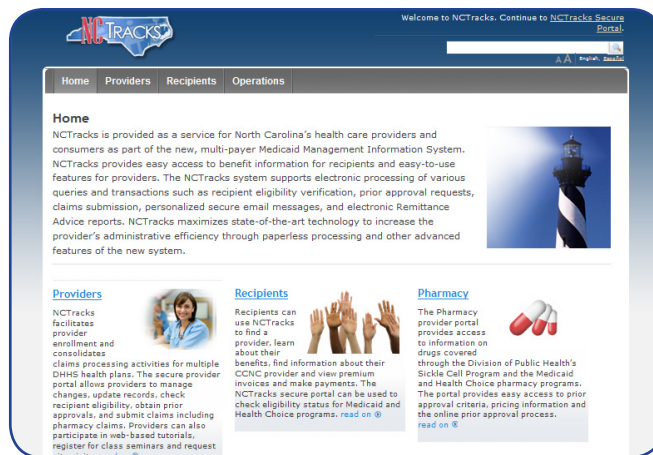 Welcome to NCTracks. Continue to NCTracks Secure
Portal.
NC TRACKS
A A | English, Español
Home Providers Recipients Operations
Home
NCTracks is provided as a service for North Carolina's health care providers and
consumers as part of the new, multi-payer Medicaid Management Information System.
NCTracks provides easy access to benefit information for recipients and easy-to-use
features for providers. The NCTracks system supports electronic processing of various
queries and transactions such as recipient eligibility verification, prior approval requests,
claims submission, personalized secure email messages, and electronic Remittance
Advice reports. NCTracks maximizes state-of-the-art technology to increase the
provider's administrative efficiency through paperless processing and other advanced
features of the new system.
Providers
NCTracks
facilitates
provider
enrollment and
consolidates
claims processing activities for multiple
DHHS health plans. The secure provider
portal allows providers to manage
changes, update records, check
recipient eligibility, obtain prior
approvals, and submit claims including
pharmacy claims. Providers can also
participate in web-based tutorials,
register for class seminars and request
Recipients
Recipients can
use NCTracks
to find a
provider, learn
about their
benefits, find information about their
CCNC provider and view premium
invoices and make payments. The
NCTracks secure portal can be used to
check eligibility status for Medicaid and
Health Choice programs. read on ®
Pharmacy
The Pharmacy
provider portal
provides access
to information on
drugs covered
through the Division of Public Health's
Sickle Cell Program and the Medicaid
and Health Choice pharmacy programs.
The portal provides easy access to prior
approval criteria, pricing information and
the online prior approval process.
read on ®